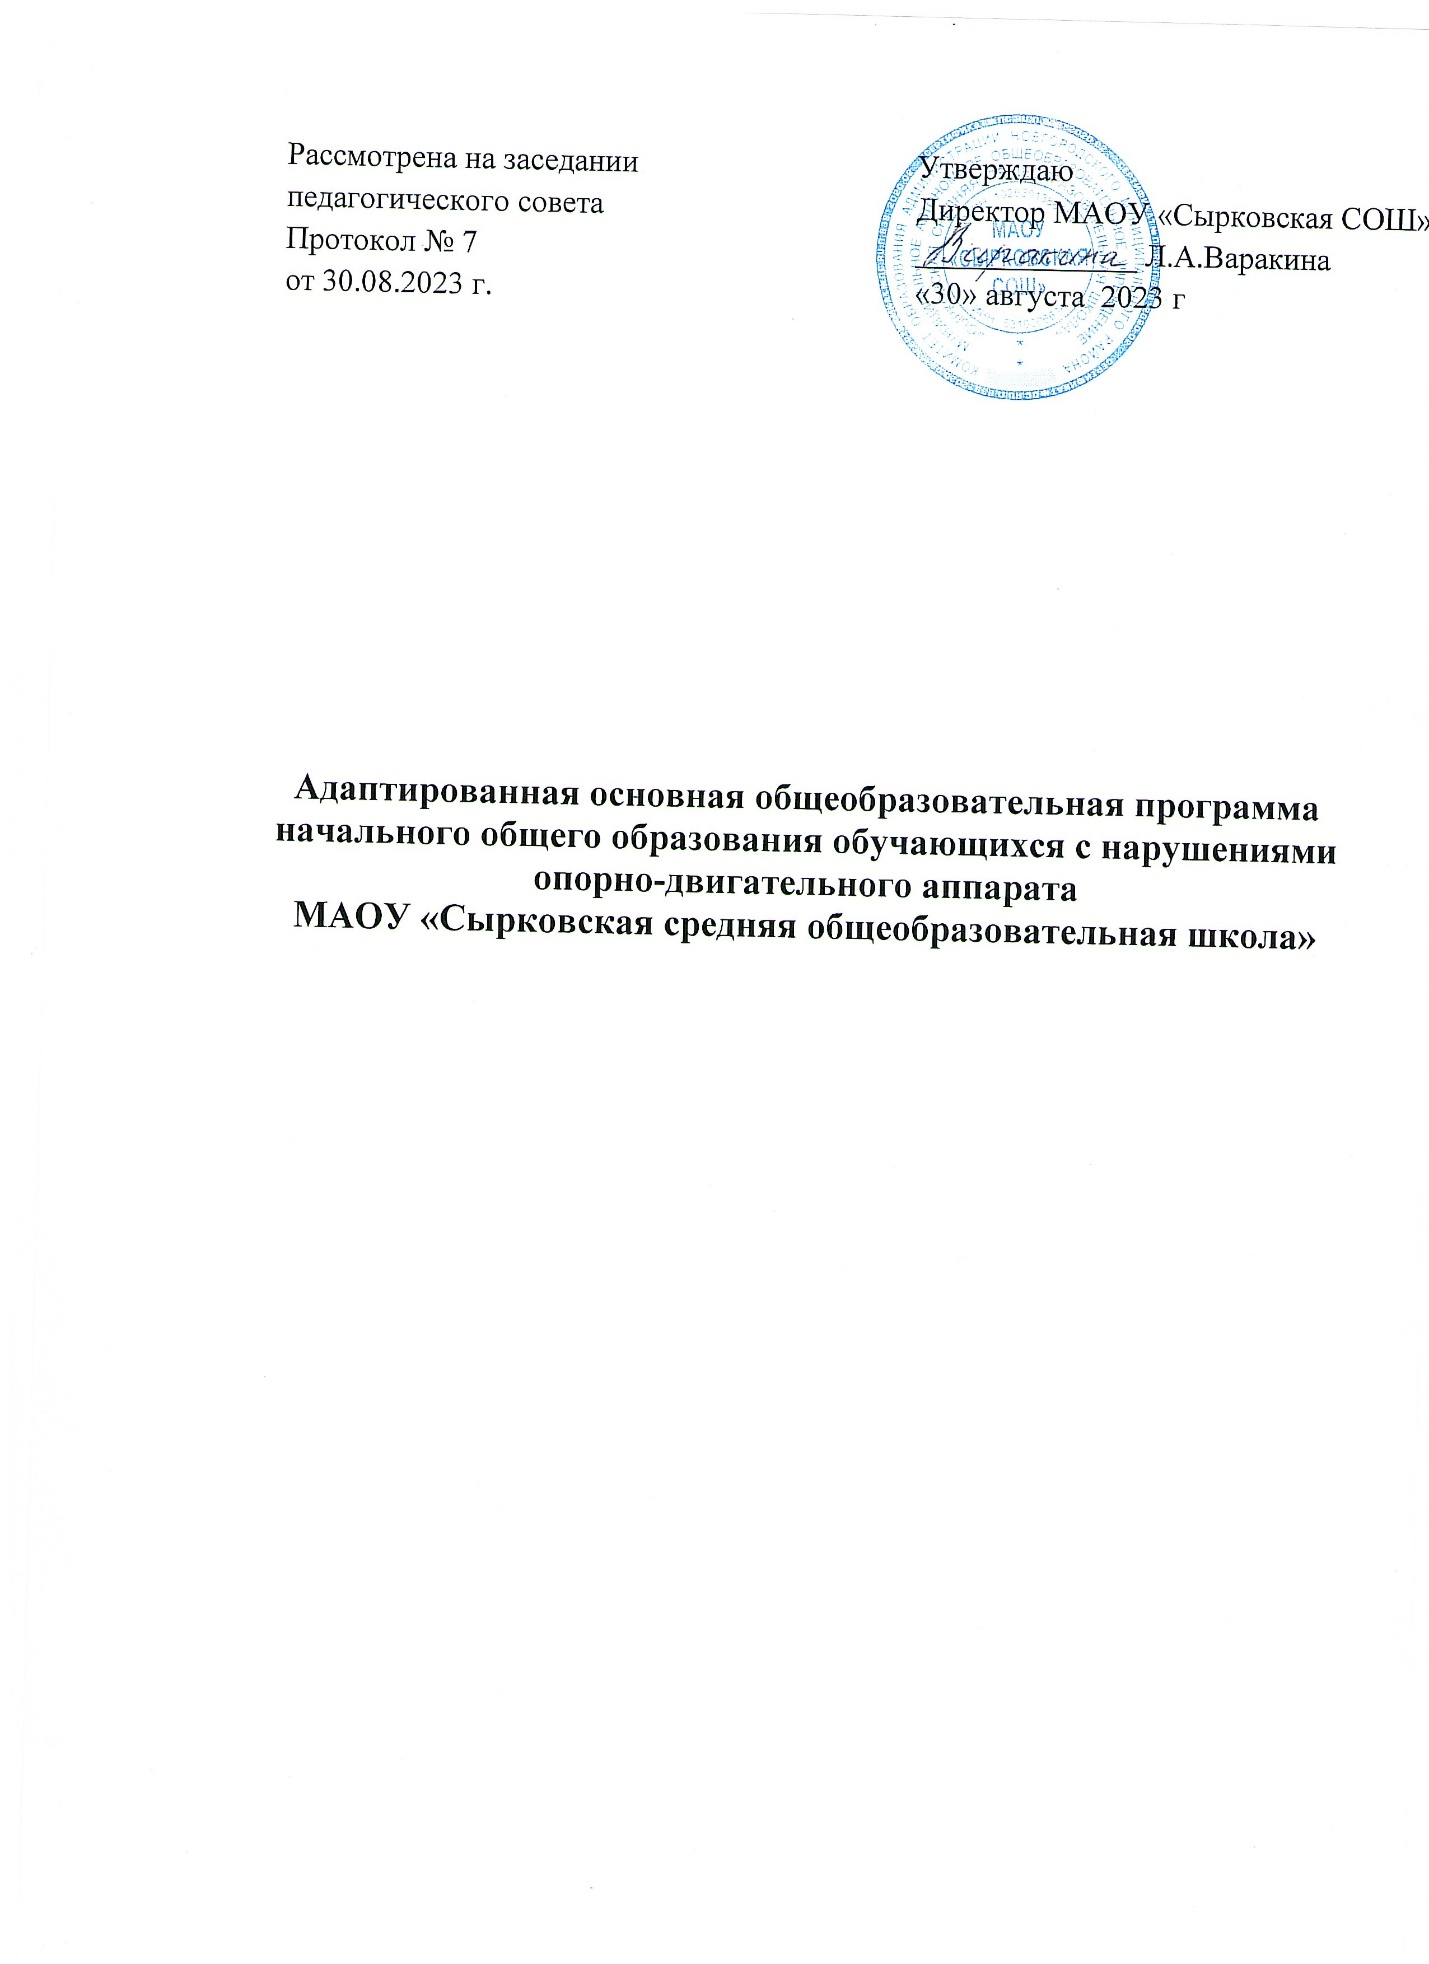 Рассмотрена на заседании
педагогического совета
Протокол № 7
от 30.08.2023 г.
Утверждаю
Директор МАОУ «Сырковская СОШ»
Л.А.Варакина
«30» августа 2023 г
МАОУ
СОШ»
Адаптированная основная общеобразовательная программа
начального общего образования обучающихся с нарушениями
опорно-двигательного аппарата
МАОУ «Сырковская средняя общеобразовательная школа»